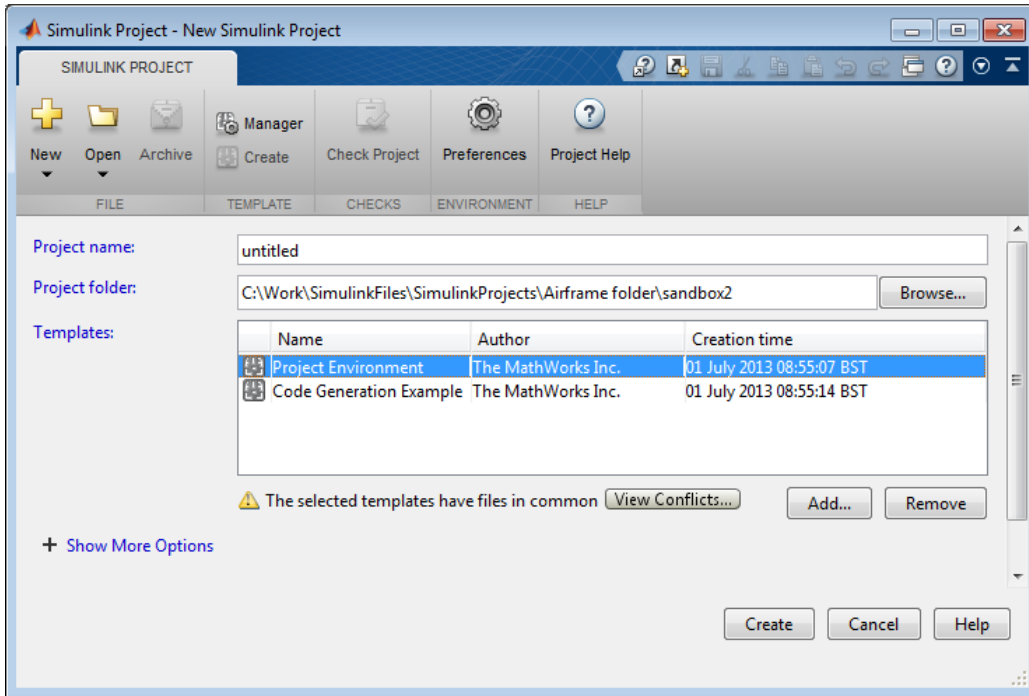 Simulink Project - New Simulink Project
SIMULINK PROJECT
New
Open
Archive
Manager
Create
Check Project
Preferences
Project Help
FILE
TEMPLATE
CHECKS
ENVIRONMENT
HELP
Project name:
untitled
Project folder:
C:\Work\SimulinkFiles\SimulinkProjects\Airframe folder\sandbox2
Browse...
Templates:
Name Author Creation time
Project Environment The MathWorks Inc. 01 July 2013 08:55:07 BST
Code Generation Example The MathWorks Inc. 01 July 2013 08:55:14 BST
The selected templates have files in common View Conflicts...
Add...
Remove
+ Show More Options
Create
Cancel
Help